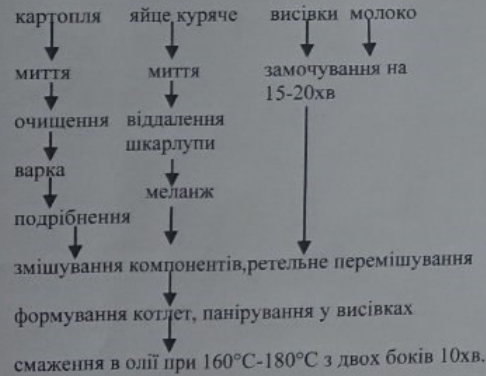 картопля яйце куряче висівки молоко
миття миття замочування на
15-20хв
очищення віддалення
шкарлупи
варка
меланж
подрібнення
змішування компонентів,ретельне перемішування
формування котлет, панірування у висівках
смаження в олії при 160°С-180°С з двох боків 10хв.